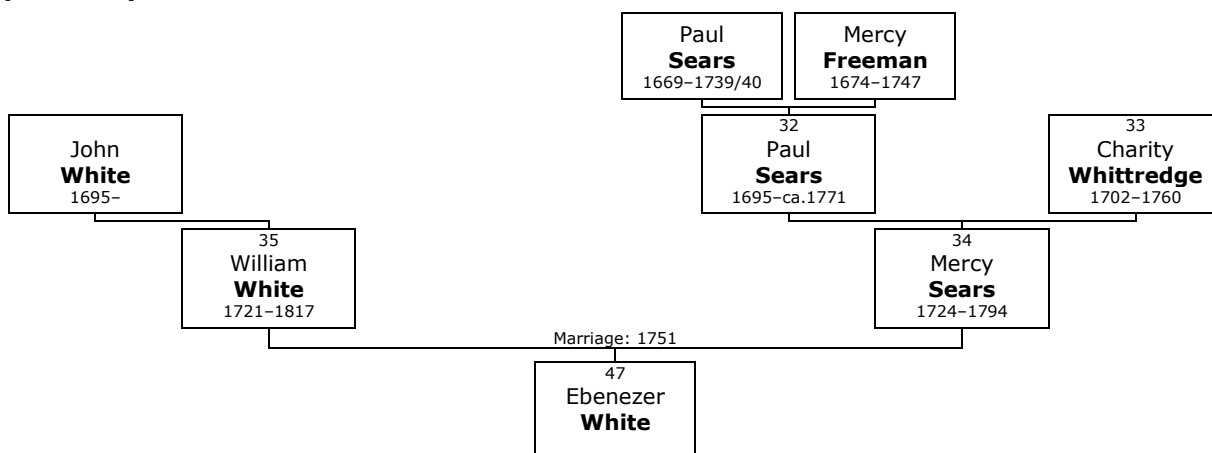 Paul
Sears
1669–1739/40
Mercy
Freeman
1674–1747
John
White
1695–
32
Paul
Sears
1695–ca.1771
33
Charity
Whittredge
1702–1760
35
William
White
1721–1817
34
Mercy
Sears
1724–1794
Marriage: 1751
47
Ebenezer
White